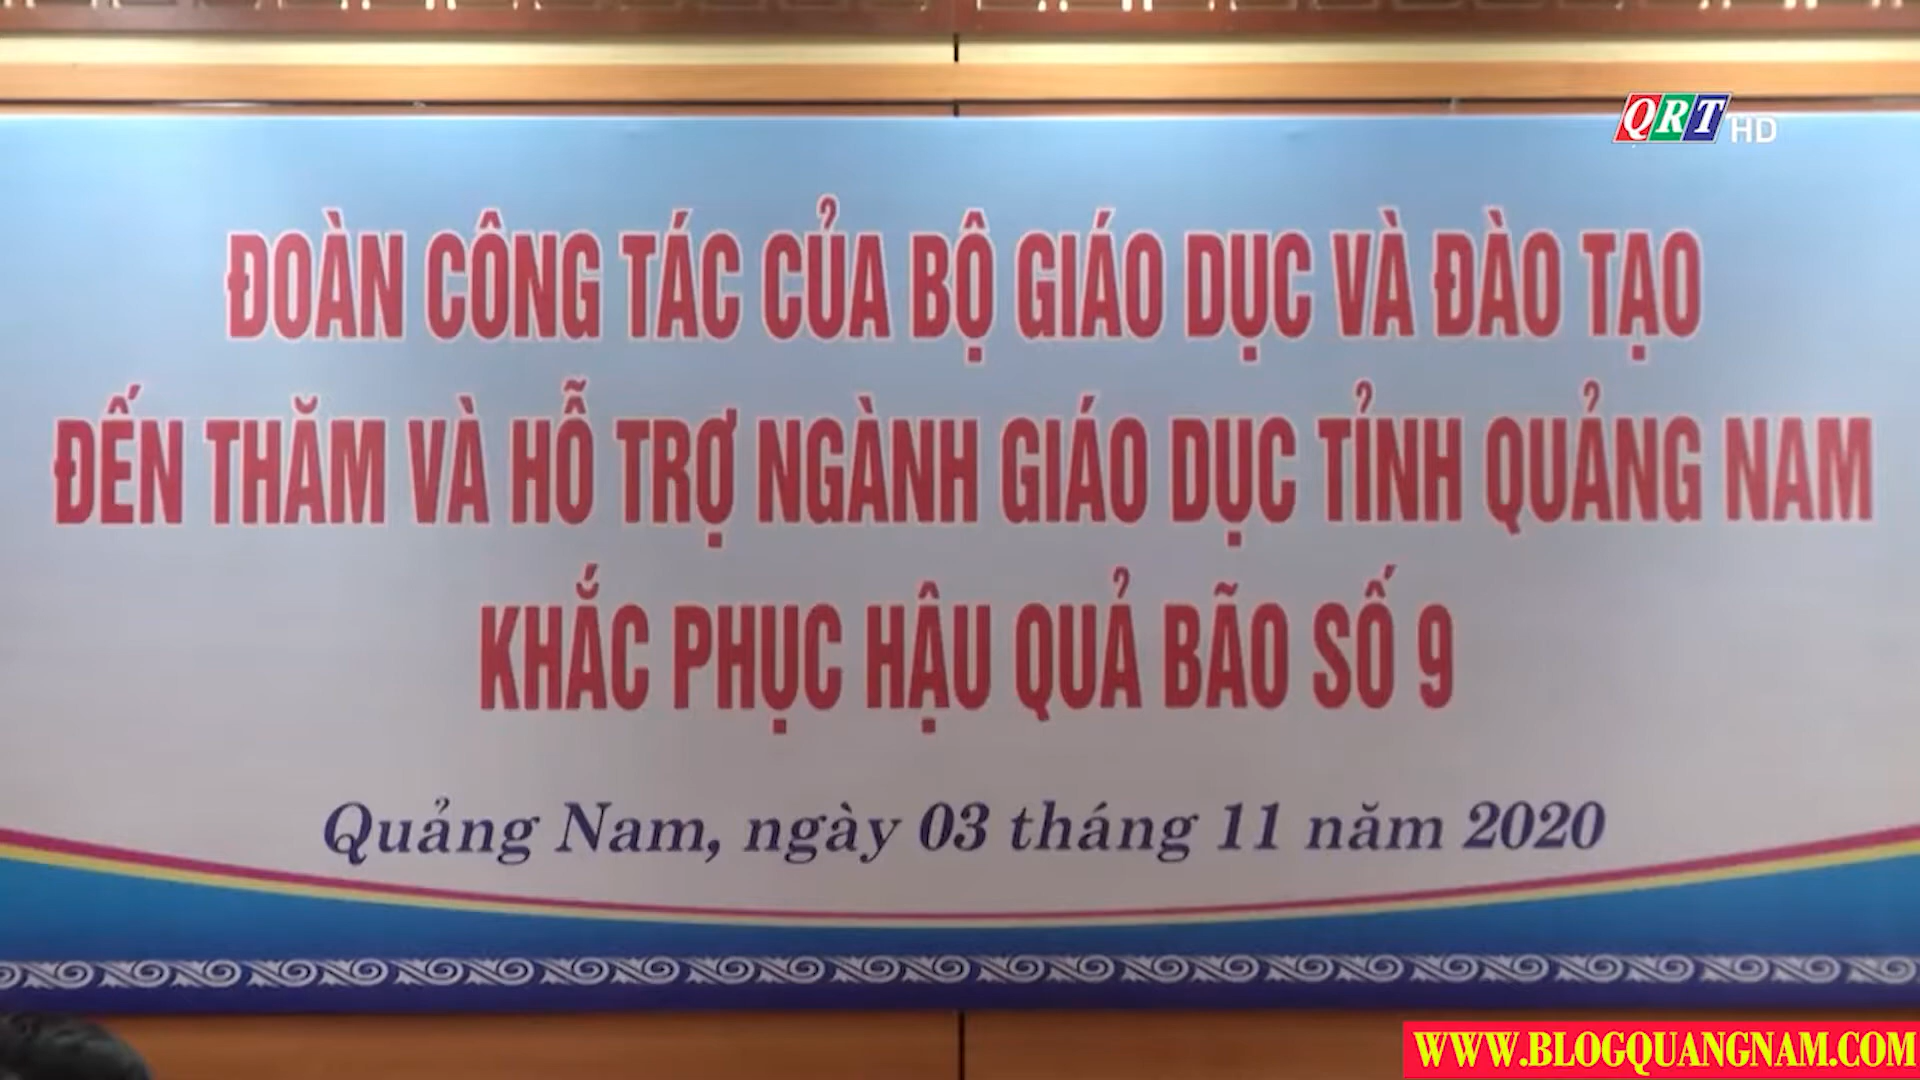 QRT HD
ĐOÀN CÔNG TÁC CỦA BỘ GIÁO DỤC VÀ ĐÀO TẠO
ĐẾN THĂM VÀ HỖ TRỢ NGÀNH GIÁO DỤC TỈNH QUẢNG NAM
KHẮC PHỤC HẬU QUẢ BÃO SỐ 9
Quảng Nam, ngày 03 tháng 11 năm 2020
WWW.BLOGQUANGNAM.COM